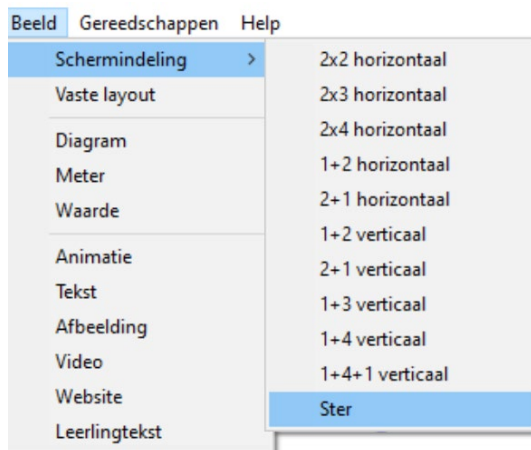 Beeld Gereedschappen Help
Schermindeling >
Vaste layout
Diagram
Meter
Waarde
Animatie
Tekst
Afbeelding
Video
Website
Leerlingtekst
2x2 horizontaal
2x3 horizontaal
2x4 horizontaal
1+2 horizontaal
2+1 horizontaal
1+2 verticaal
2+1 verticaal
1+3 verticaal
1+4 verticaal
1+4+1 verticaal
Ster